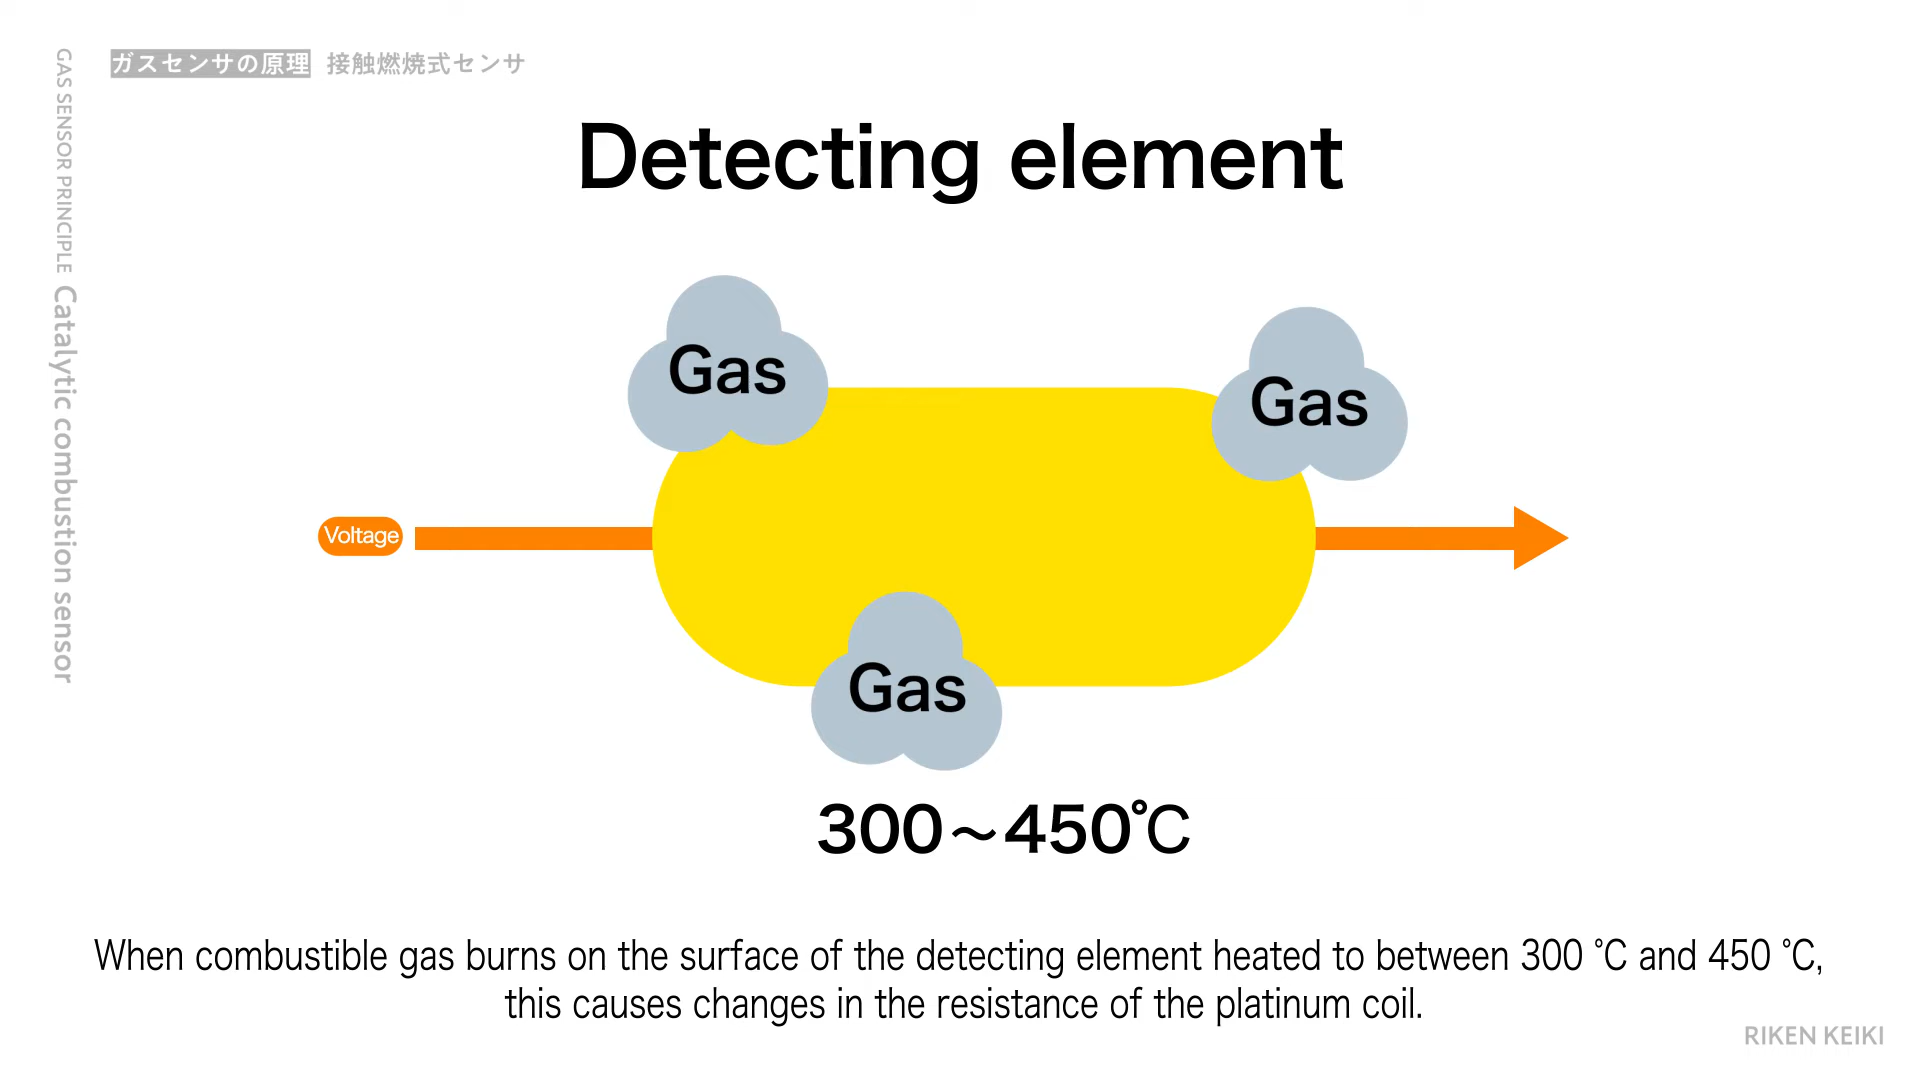 ガスセンサの原理 接触燃焼式センサ
GAS SENSOR PRINCIPLE Catalytic combustion sensor
Detecting element
Gas
Gas
Voltage
Gas
300～450℃
When combustible gas burns on the surface of the detecting element heated to between 300 ℃ and 450 ℃,
this causes changes in the resistance of the platinum coil.
RIKEN KEIKI